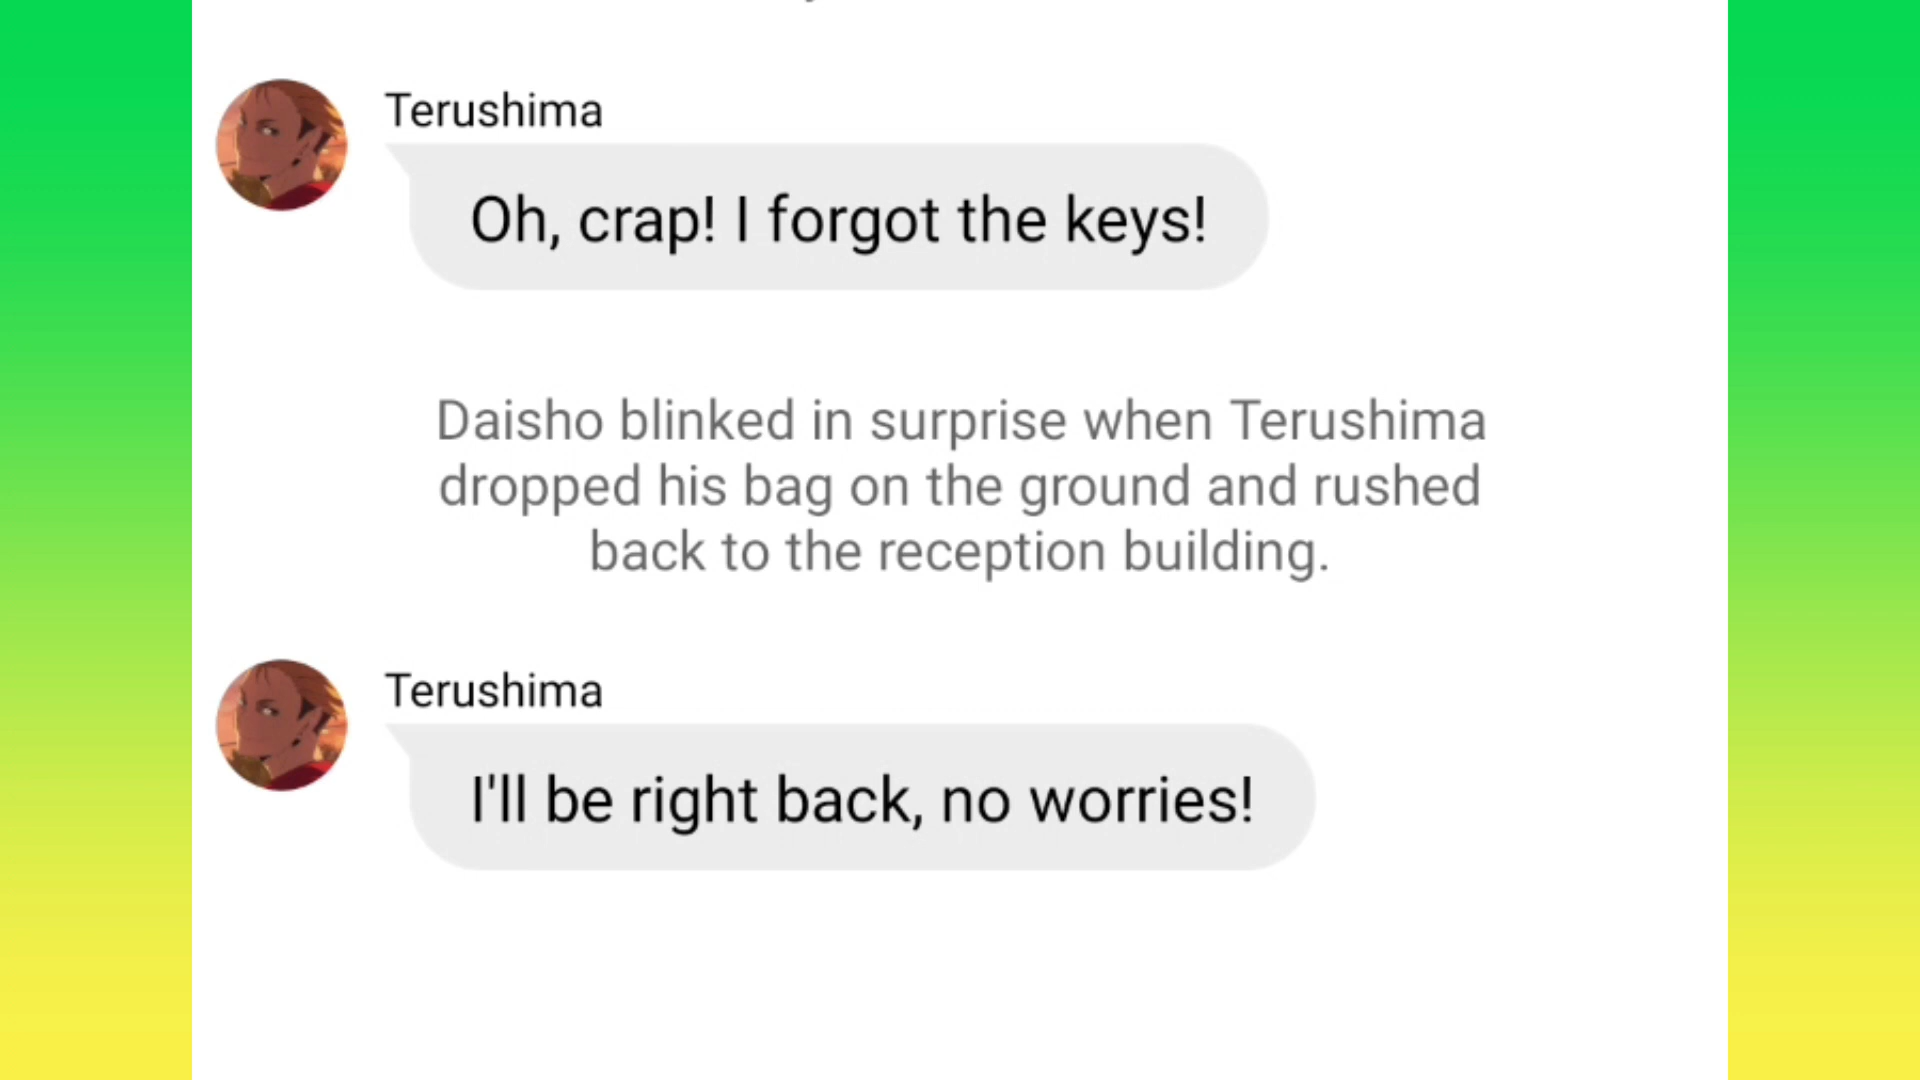 Terushima
Oh, crap! I forgot the keys!
Daisho blinked in surprise when Terushima
dropped his bag on the ground and rushed
back to the reception building.
Terushima
I'll be right back, no worries!